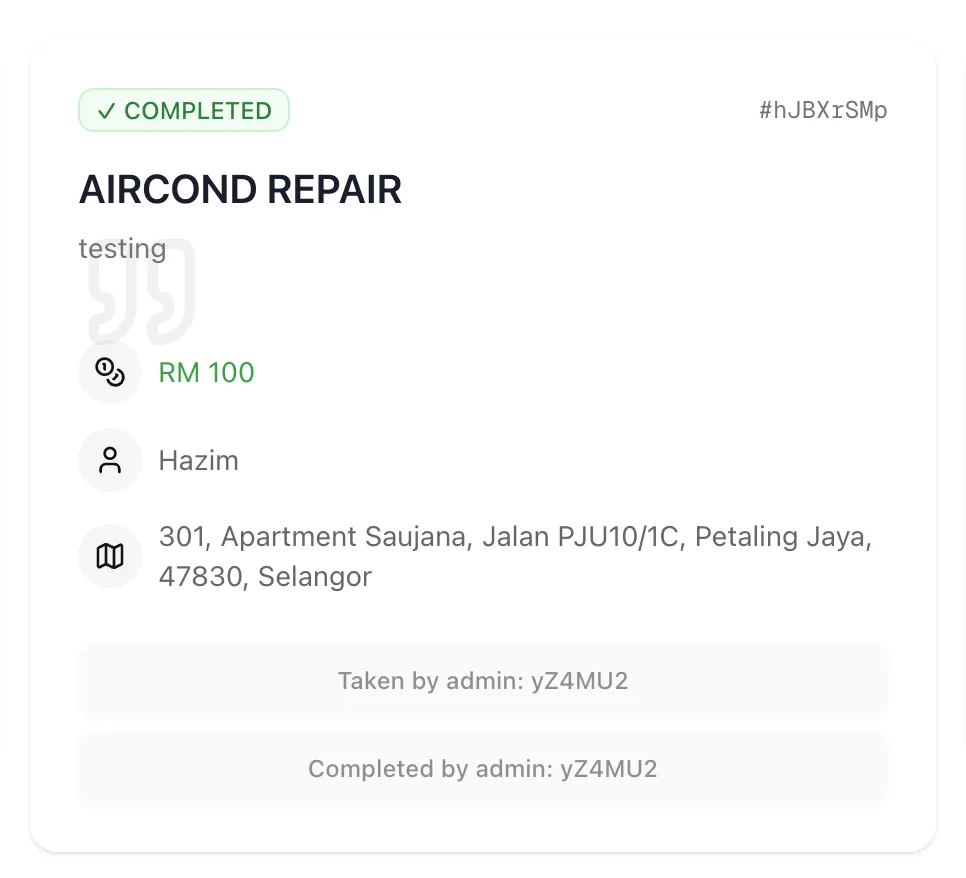 ✓ COMPLETED
#hJBXrSMp
AIRCOND REPAIR
testing
RM 100
Hazim
301, Apartment Saujana, Jalan PJU10/1C, Petaling Jaya,
47830, Selangor
Taken by admin: yZ4MU2
Completed by admin: yZ4MU2